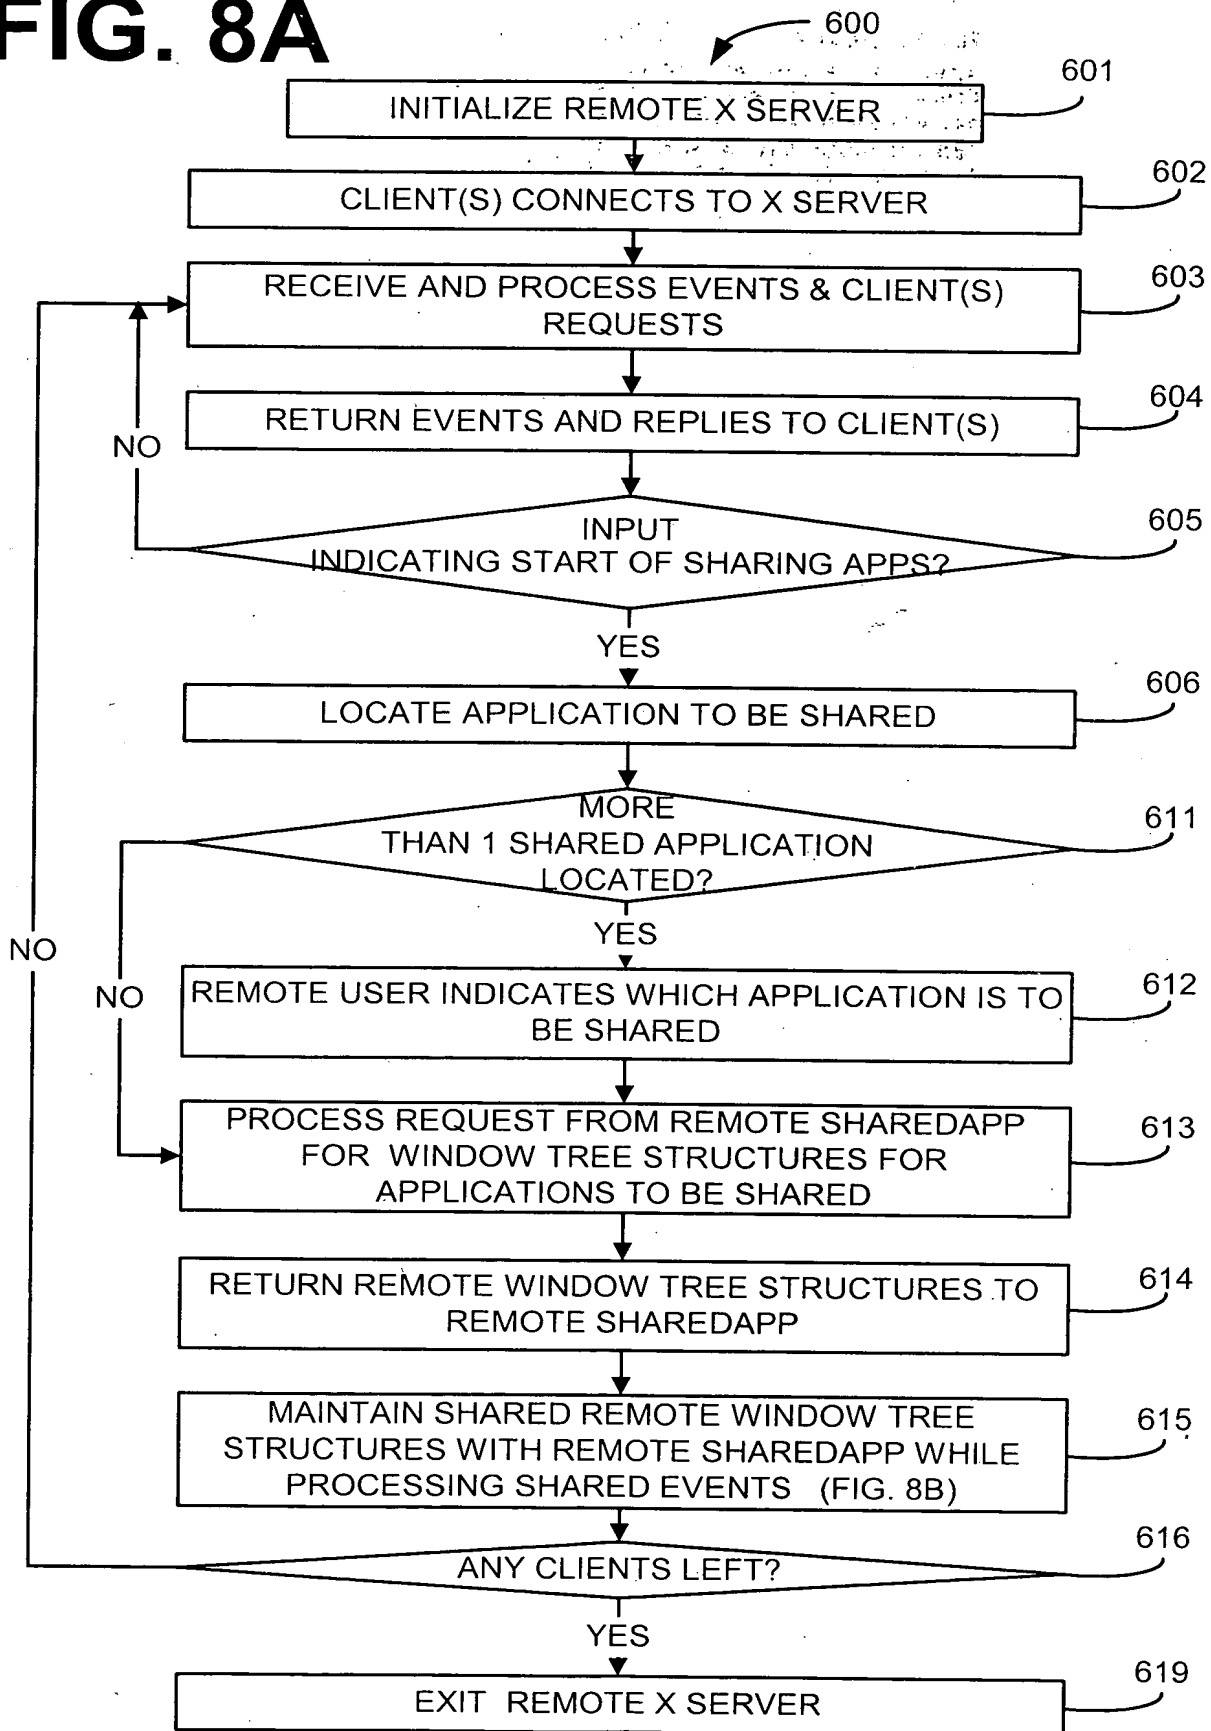 FIG. 8A
600
INITIALIZE REMOTE X SERVER
601
CLIENT(S) CONNECTS TO X SERVER
602
RECEIVE AND PROCESS EVENTS & CLIENT(S)
REQUESTS
603
RETURN EVENTS AND REPLIES TO CLIENT(S)
604
NO
INPUT
INDICATING START OF SHARING APPS?
605
YES
LOCATE APPLICATION TO BE SHARED
606
MORE
THAN 1 SHARED APPLICATION
LOCATED?
611
YES
NO
NO
REMOTE USER INDICATES WHICH APPLICATION IS TO
BE SHARED
612
PROCESS REQUEST FROM REMOTE SHAREDAPP
FOR WINDOW TREE STRUCTURES FOR
APPLICATIONS TO BE SHARED
613
RETURN REMOTE WINDOW TREE STRUCTURES TO
REMOTE SHAREDAPP
614
MAINTAIN SHARED REMOTE WINDOW TREE
STRUCTURES WITH REMOTE SHAREDAPP WHILE
PROCESSING SHARED EVENTS (FIG. 8B)
615
ANY CLIENTS LEFT?
616
YES
EXIT REMOTE X SERVER
619